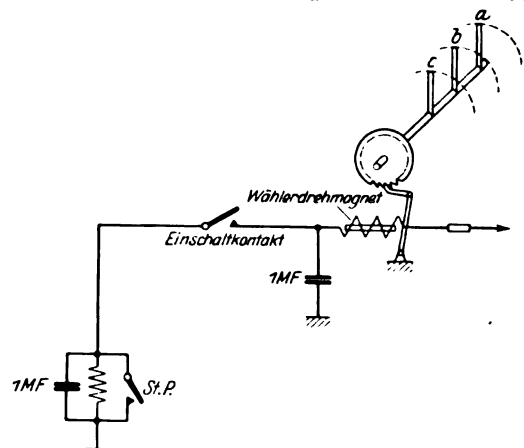 a
b
c
Wählerdrehmagnet
Einschaltkontakt
1MF
1MF
St.P.